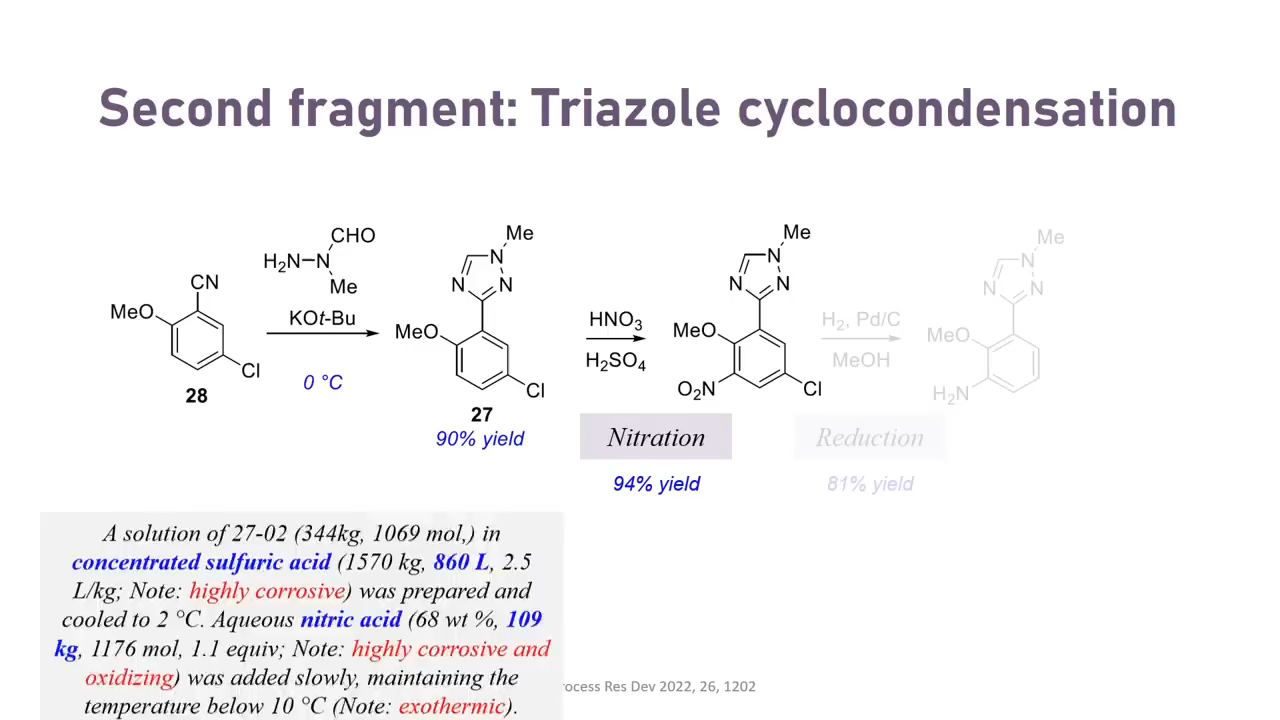 Second fragment: Triazole cyclocondensation
CHO
H₂N–N
Me
CN
MeO
Cl
28
KOt-Bu
0 °C
Me
N
N
N
MeO
Cl
27
90% yield
HNO₃
H₂SO₄
Me
N
N
N
MeO
O₂N
Cl
Nitration
94% yield
H₂, Pd/C
MeOH
Me
N
N
N
MeO
H₂N
Reduction
81% yield
A solution of 27-02 (344kg, 1069 mol,) in
concentrated sulfuric acid (1570 kg, 860 L, 2.5
L/kg; Note: highly corrosive) was prepared and
cooled to 2 °C. Aqueous nitric acid (68 wt %, 109
kg, 1176 mol, 1.1 equiv; Note: highly corrosive and
oxidizing) was added slowly, maintaining the
temperature below 10 °C (Note: exothermic).
rocess Res Dev 2022, 26, 1202